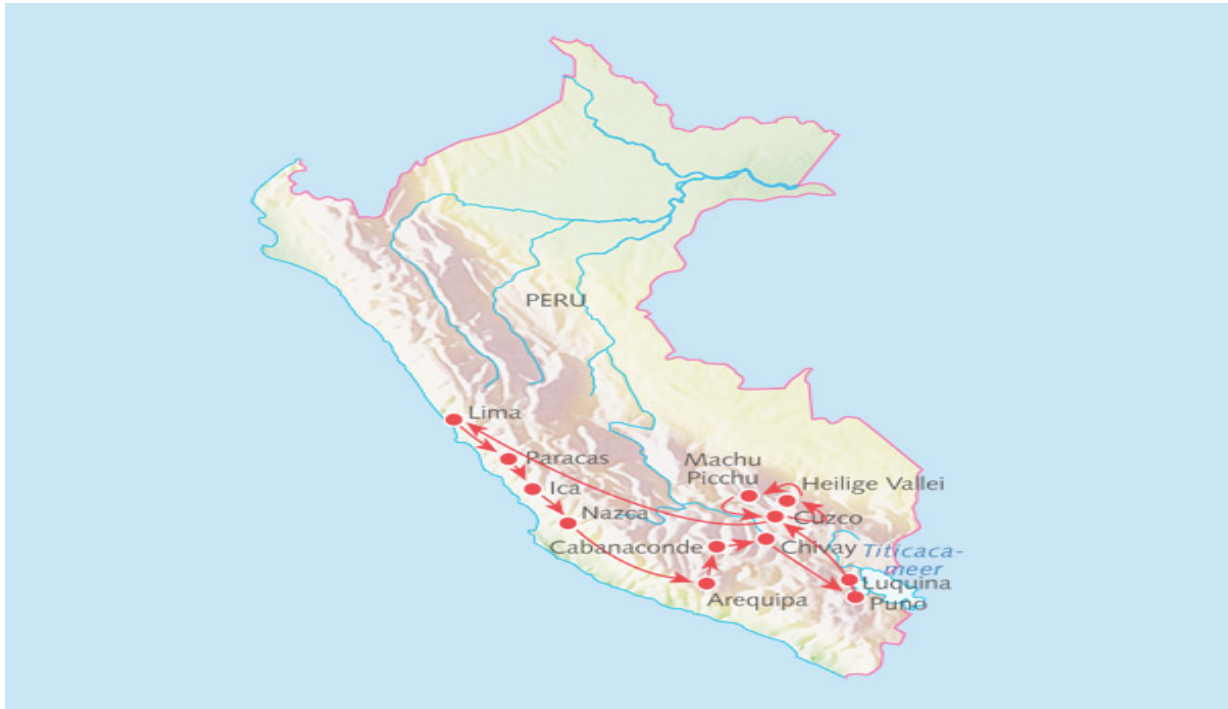 PERU
Lima
Paracas
Ica
Nazca
Machu
Picchu
Heilige Vallei
Cuzco
Cabanaconde
Chivay
Titicaca-
meer
Luquina
Puno
Arequipa